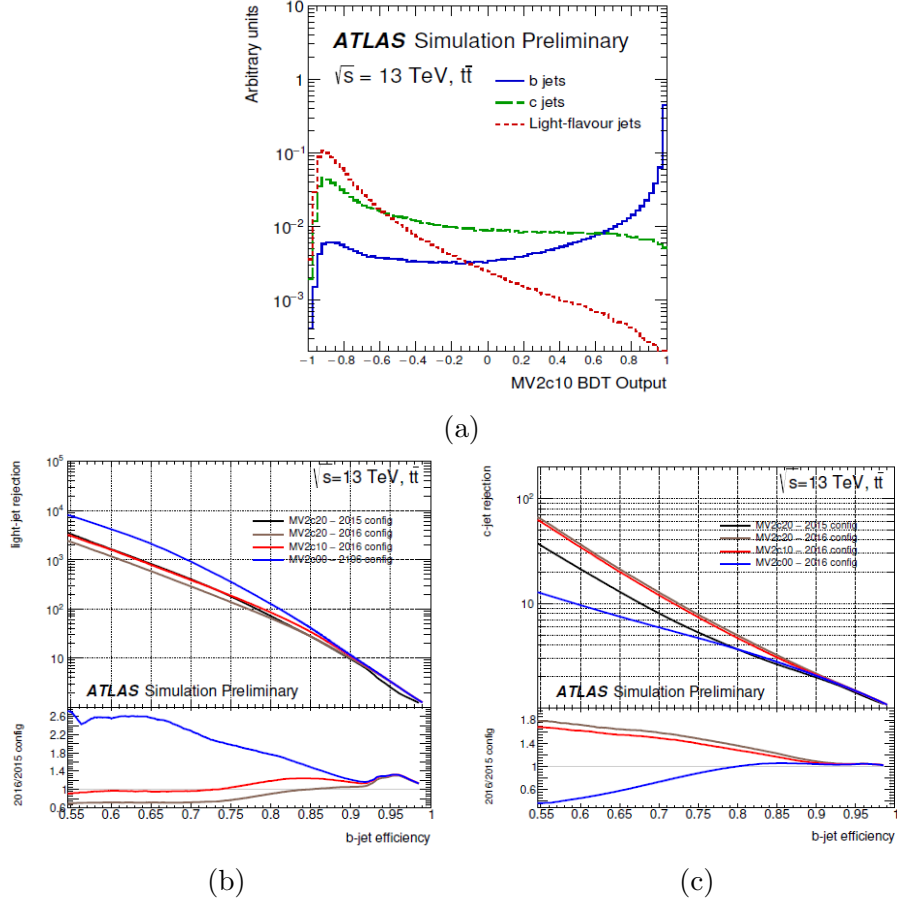 10
ATLAS Simulation Preliminary
√s = 13 TeV, tt̄
Arbitrary units
1
b jets
c jets
Light-flavour jets
10⁻¹
10⁻²
10⁻³
−1 −0.8 −0.6 −0.4 −0.2 0 0.2 0.4 0.6 0.8 1
MV2c10 BDT Output
(a)
light-jet rejection
10⁵
10⁴
10³
10²
10
√s=13 TeV, tt̄
MV2c20 − 2015 config
MV2c20 − 2016 config
MV2c10 − 2016 config
MV2c00 − 2106 config
ATLAS Simulation Preliminary
2016/2015 config
2.6
2.2
1.8
1.4
1
0.6
0.55 0.6 0.65 0.7 0.75 0.8 0.85 0.9 0.95 1
b-jet efficiency
(b)
c-jet rejection
10²
10
√s=13 TeV, tt̄
MV2c20 − 2015 config
MV2c20 − 2016 config
MV2c10 − 2016 config
MV2c00 − 2016 config
ATLAS Simulation Preliminary
2016/2015 config
1.8
1.4
1
0.6
0.55 0.6 0.65 0.7 0.75 0.8 0.85 0.9 0.95 1
b-jet efficiency
(c)